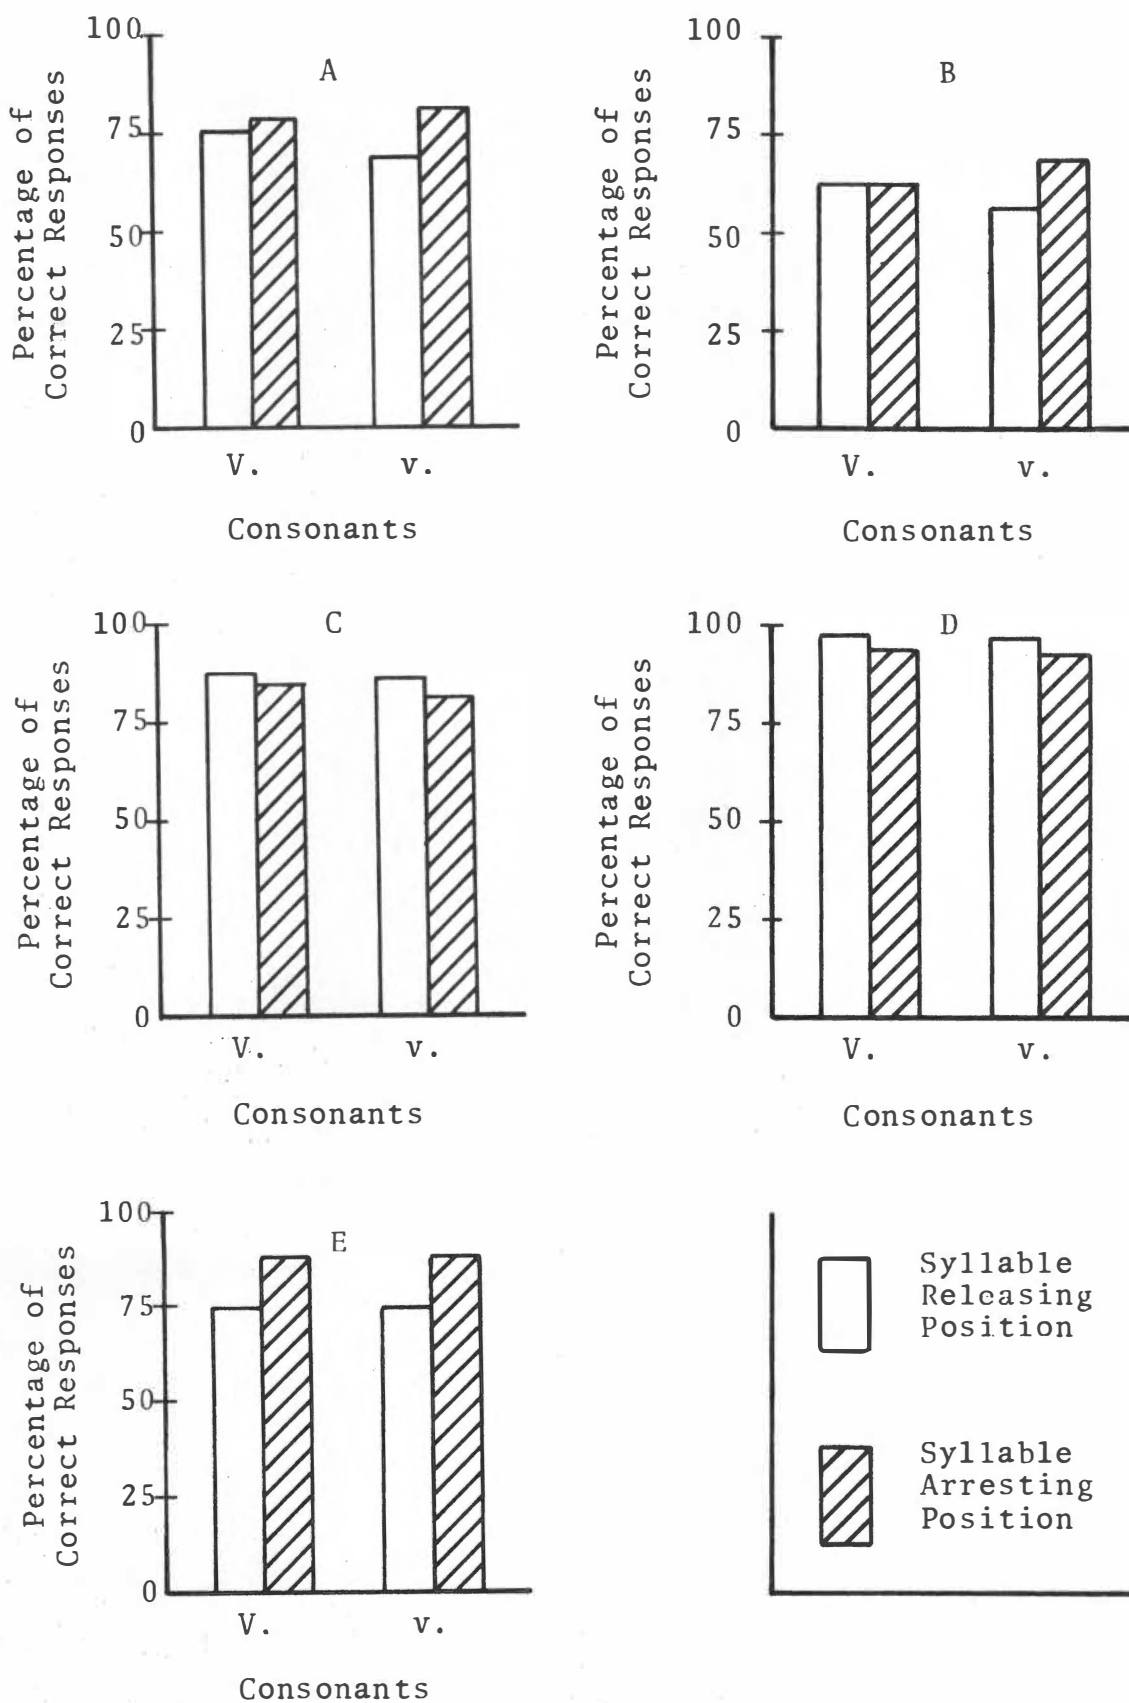 A
Percentage of
Correct Responses
100
75
50
25
0
V. v.
Consonants
B
Percentage of
Correct Responses
100
75
50
25
0
V. v.
Consonants
C
Percentage of
Correct Responses
100
75
50
25
0
V. v.
Consonants
D
Percentage of
Correct Responses
100
75
50
25
0
V. v.
Consonants
E
Percentage of
Correct Responses
100
75
50
25
0
V. v.
Consonants
Syllable
Releasing
Position
Syllable
Arresting
Position